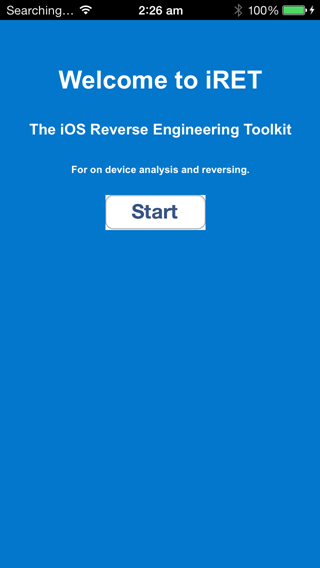 Searching... 2:26 am 100%
Welcome to iRET
The iOS Reverse Engineering Toolkit
For on device analysis and reversing.
Start